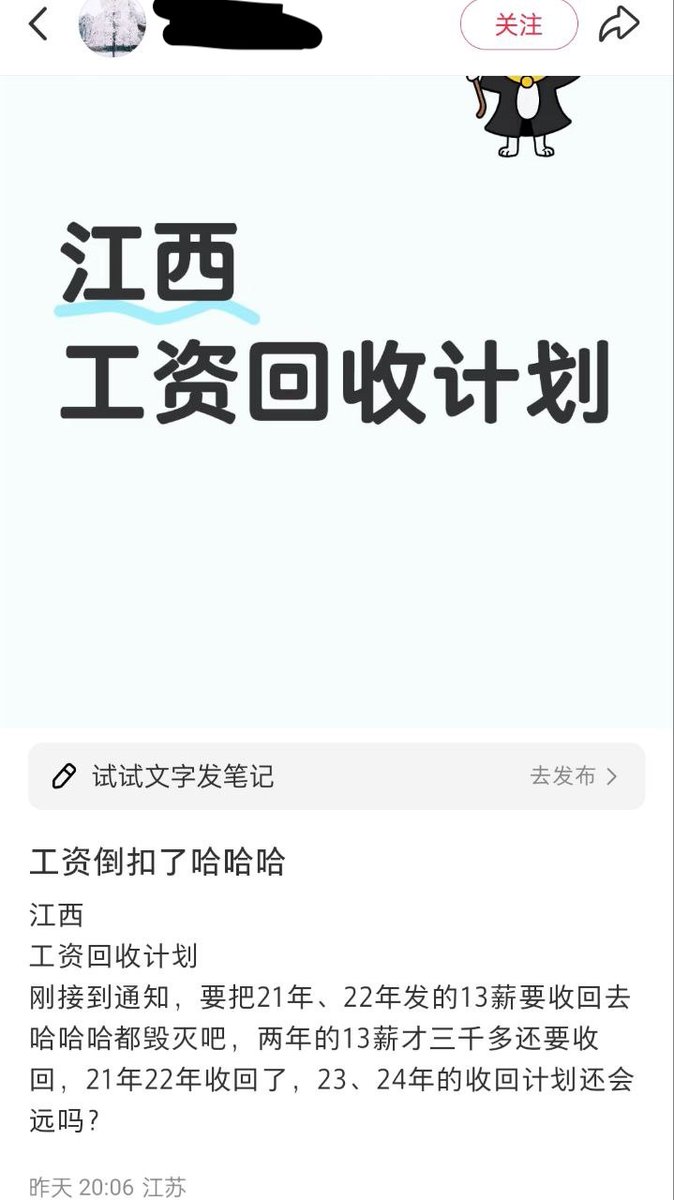 关注
江西
工资回收计划
试试文字发笔记
去发布
工资倒扣了哈哈哈
江西
工资回收计划
刚接到通知，要把21年、22年发的13薪要收回去
哈哈哈都毁灭吧，两年的13薪才三千多还要收
回，21年22年收回了，23、24年的收回计划还会
远吗？
昨天 20:06 江苏